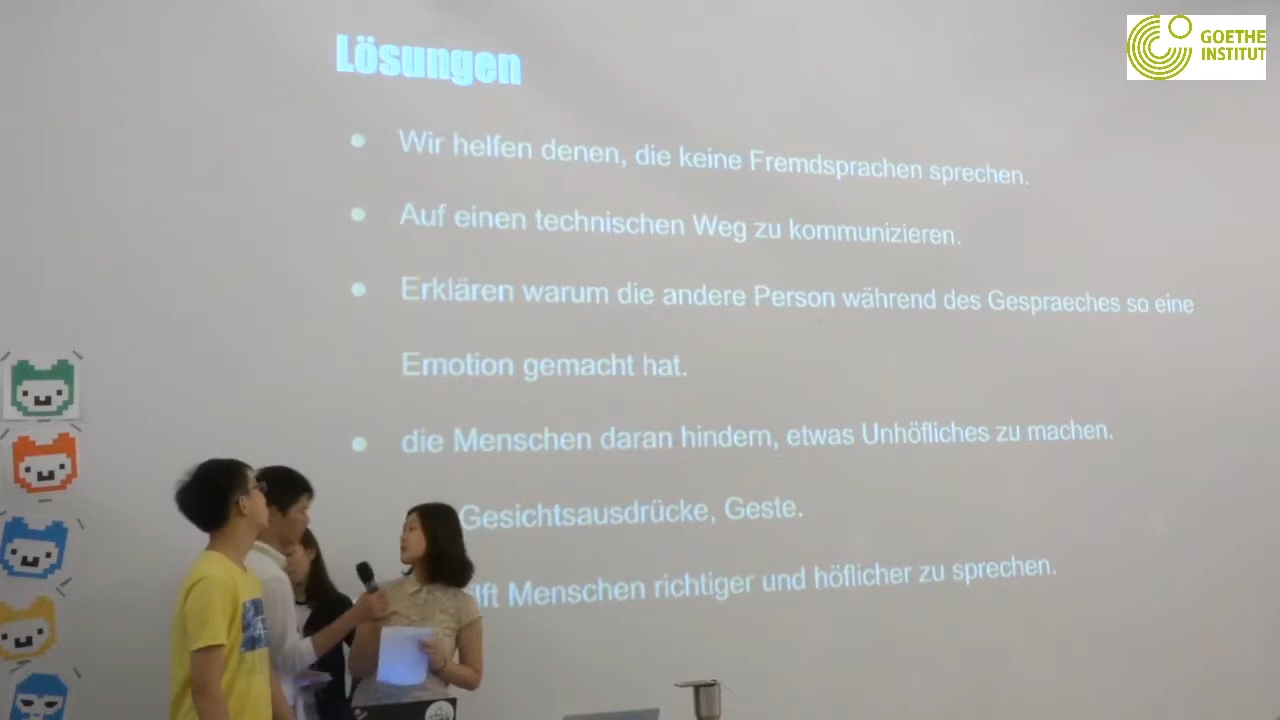 GOETHE
INSTITUT
Lösungen
Wir helfen denen, die keine Fremdsprachen sprechen.
Auf einen technischen Weg zu kommunizieren.
Erklären warum die andere Person während des Gespraeches so eine
Emotion gemacht hat.
die Menschen daran hindern, etwas Unhöfliches zu machen.
Gesichtsausdrücke, Geste.
Menschen richtiger und höflicher zu sprechen.